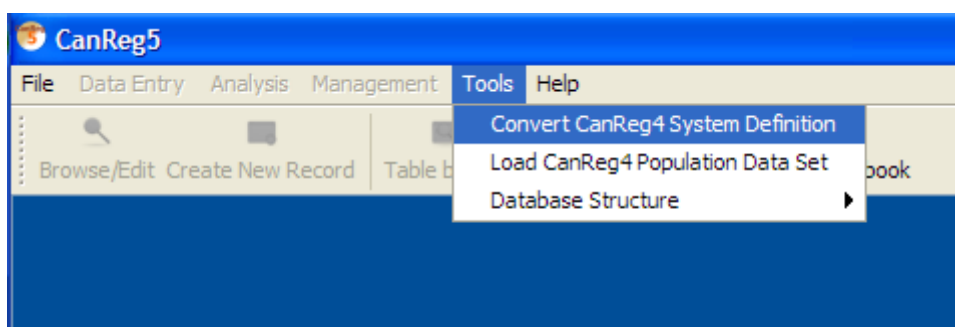 CanReg5
File Data Entry Analysis Management Tools Help
Convert CanReg4 System Definition
Load CanReg4 Population Data Set
Database Structure
Browse/Edit Create New Record Table b ook